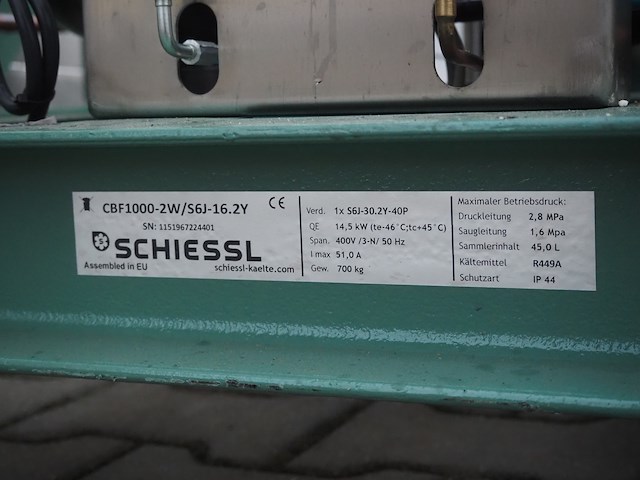 CBF1000-2W/S6J-16.2Y CE
SN: 1151967224401
SCHIESSL
Assembled in EU schiessl-kaelte.com
Verd. 1x S6J-30.2Y-40P
QE 14,5 kW (te-46°C;tc+45°C)
Span. 400V /3-N/ 50 Hz
I max 51,0 A
Gew. 700 kg
Maximaler Betriebsdruck:
Druckleitung 2,8 MPa
Saugleitung 1,6 Mpa
Sammlerinhalt 45,0 L
Kältemittel R449A
Schutzart IP 44